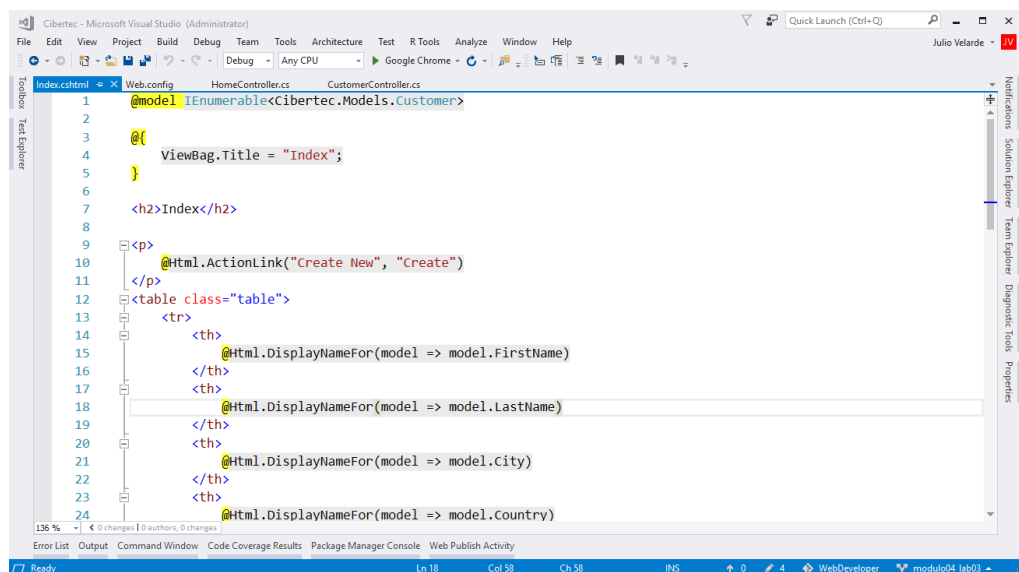 Cibertec - Microsoft Visual Studio (Administrator)
Quick Launch (Ctrl+Q)
File Edit View Project Build Debug Team Tools Architecture Test R Tools Analyze Window Help
Julio Velarde JV
Debug Any CPU Google Chrome
Index.cshtml Web.config HomeController.cs CustomerController.cs
Toolbox
Test Explorer
1 @model IEnumerable<Cibertec.Models.Customer>
2
3 @{
4 ViewBag.Title = "Index";
5 }
6
7 <h2>Index</h2>
8
9 <p>
10 @Html.ActionLink("Create New", "Create")
11 </p>
12 <table class="table">
13 <tr>
14 <th>
15 @Html.DisplayNameFor(model => model.FirstName)
16 </th>
17 <th>
18 @Html.DisplayNameFor(model => model.LastName)
19 </th>
20 <th>
21 @Html.DisplayNameFor(model => model.City)
22 </th>
23 <th>
24 @Html.DisplayNameFor(model => model.Country)
Notifications
Solution Explorer
Team Explorer
Diagnostic Tools
Properties
136 % 0 changes | 0 authors, 0 changes
Error List Output Command Window Code Coverage Results Package Manager Console Web Publish Activity
Ready Ln 18 Col 58 Ch 58 INS 0 4 WebDeveloper modulo04 lab03